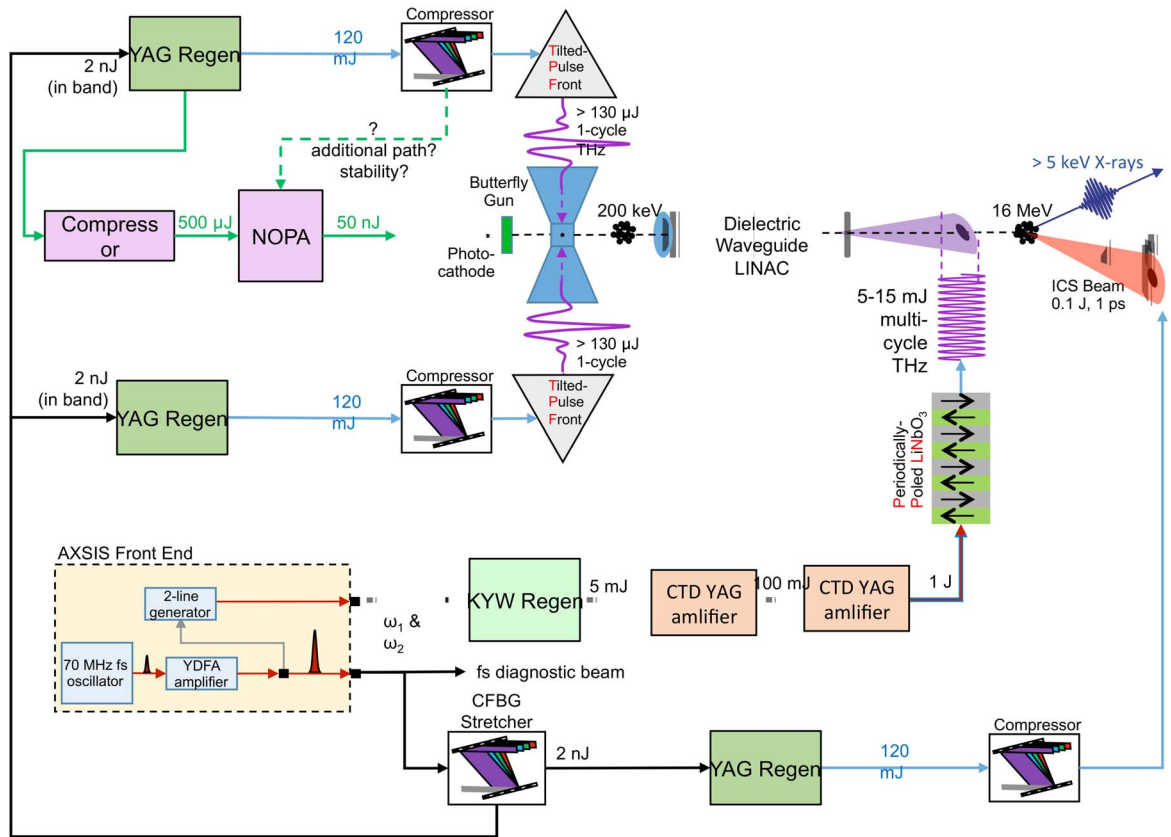 Compressor
YAG Regen
120
mJ
2 nJ
(in band)
Tilted-
Pulse
Front
> 130 µJ
1-cycle
THz
?
additional path?
stability?
Compress
or
500 µJ
NOPA
50 nJ
Butterfly
Gun
Photo-
cathode
200 keV
Dielectric
Waveguide
LINAC
16 MeV
> 5 keV X-rays
ICS Beam
0.1 J, 1 ps
5-15 mJ
multi-
cycle
THz
> 130 µJ
1-cycle
2 nJ
(in band)
YAG Regen
120
mJ
Compressor
Tilted-
Pulse
Front
Periodically-
Poled LiNbO3
AXSIS Front End
2-line
generator
70 MHz fs
oscillator
YDFA
amplifier
ω1 &
ω2
KYW Regen
5 mJ
CTD YAG
amlifier
100 mJ
CTD YAG
amlifier
1 J
fs diagnostic beam
CFBG
Stretcher
2 nJ
YAG Regen
120
mJ
Compressor